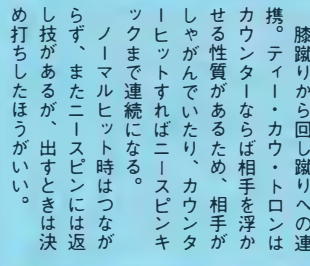 膝蹴りから回し蹴りへの連
携。ティー・カウ・トロンは
カウンターならば相手を浮か
せる性質があるため、相手が
しゃがんでいたり、カウンタ
ーヒットすればニースピンキ
ックまで連続になる。
ノーマルヒット時はつなが
らず、またニースピンには返
し技があるが、出すときは決
め打ちしたほうがいい。